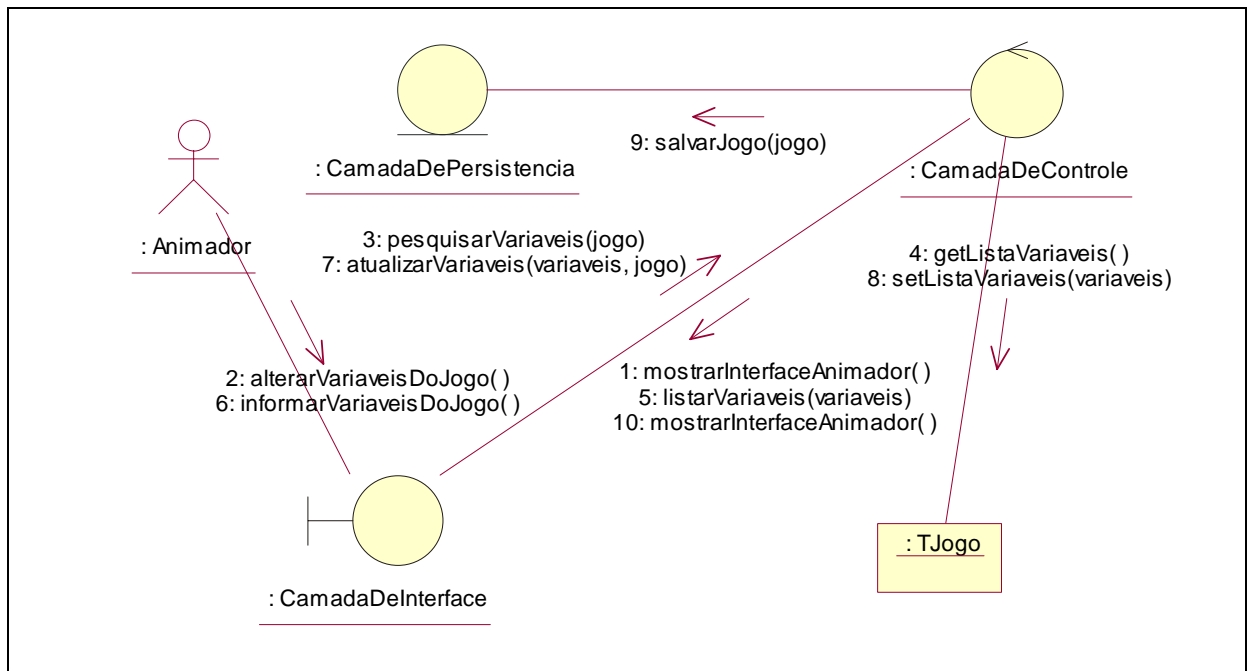 9: salvarJogo(jogo)
: CamadaDePersistencia
: CamadaDeControle
: Animador
3: pesquisarVariaveis(jogo)
7: atualizarVariaveis(variaveis, jogo)
4: getListaVariaveis( )
8: setListaVariaveis(variaveis)
2: alterarVariaveisDoJogo( )
6: informarVariaveisDoJogo( )
1: mostrarInterfaceAnimador( )
5: listarVariaveis(variaveis)
10: mostrarInterfaceAnimador( )
: TJogo
: CamadaDeInterface